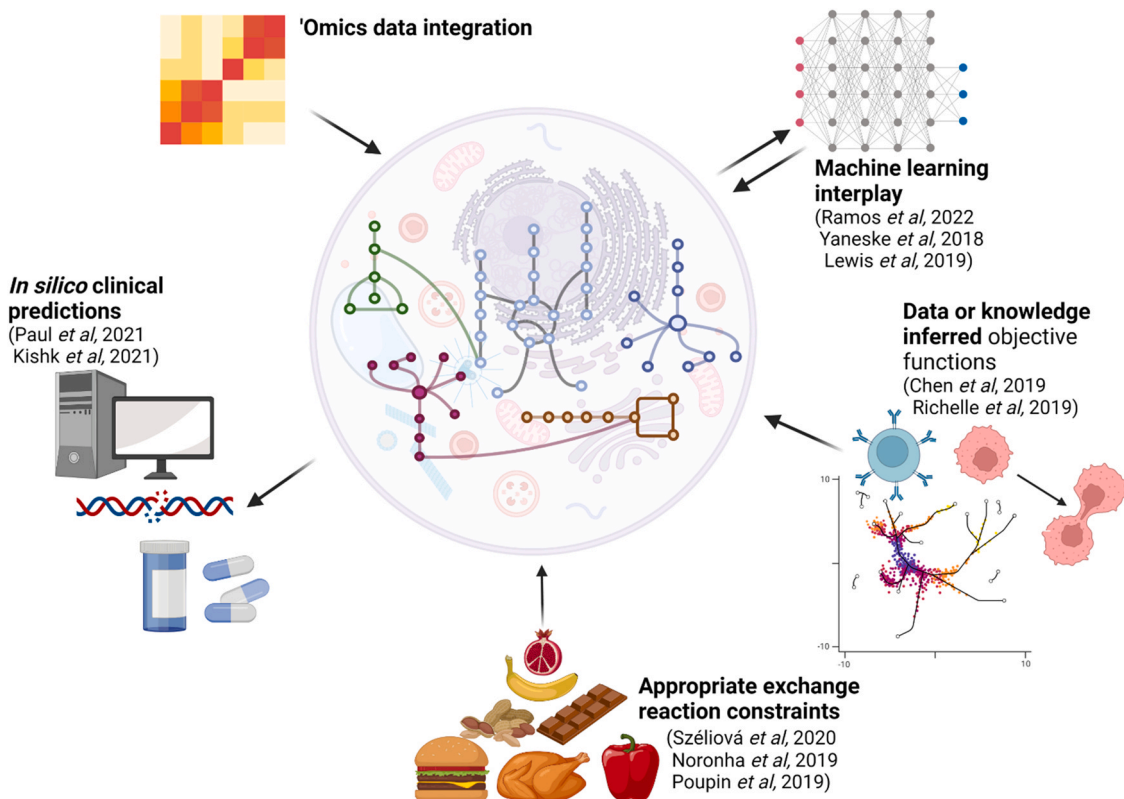 'Omics data integration
Machine learning
interplay
(Ramos et al, 2022
Yaneske et al, 2018
Lewis et al, 2019)
In silico clinical
predictions
(Paul et al, 2021
Kishk et al, 2021)
Data or knowledge
inferred objective
functions
(Chen et al, 2019
Richelle et al, 2019)
10
-10
-10
10
Appropriate exchange
reaction constraints
(Széliová et al, 2020
Noronha et al, 2019
Poupin et al, 2019)